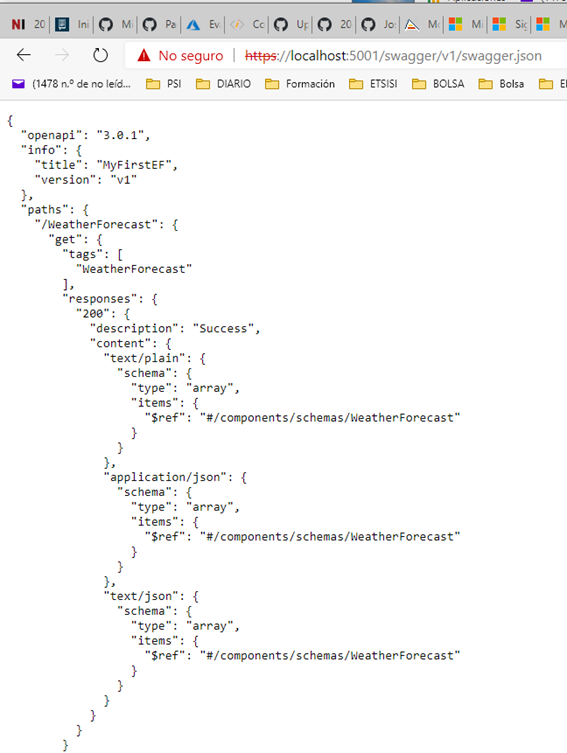 20
Ini
M
Pa
Ev
Co
Up
20
Jo
Mo
M
Sig
No seguro | https://localhost:5001/swagger/v1/swagger.json
(1478 n.º de no leíd... PSI DIARIO Formación ETSISI BOLSA Bolsa
{
"openapi": "3.0.1",
"info": {
"title": "MyFirstEF",
"version": "v1"
},
"paths": {
"/WeatherForecast": {
"get": {
"tags": [
"WeatherForecast"
],
"responses": {
"200": {
"description": "Success",
"content": {
"text/plain": {
"schema": {
"type": "array",
"items": {
"$ref": "#/components/schemas/WeatherForecast"
}
}
},
"application/json": {
"schema": {
"type": "array",
"items": {
"$ref": "#/components/schemas/WeatherForecast"
}
}
},
"text/json": {
"schema": {
"type": "array",
"items": {
"$ref": "#/components/schemas/WeatherForecast"
}
}
}
}
}
}